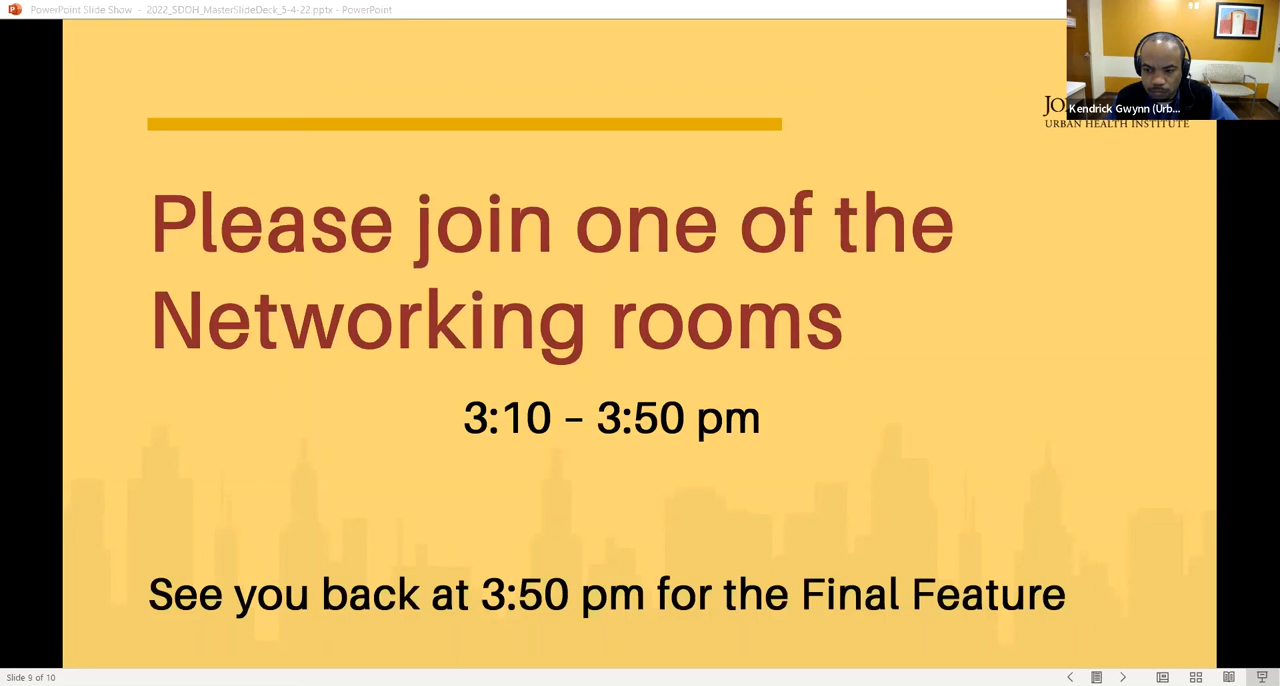 PowerPoint Slide Show - 2022_SDOH_MasterSlideDeck_5-4-22.pptx - PowerPoint
Kendrick Gwynn (Urb...
URBAN HEALTH INSTITUTE
Please join one of the
Networking rooms
3:10 – 3:50 pm
See you back at 3:50 pm for the Final Feature
Slide 9 of 10